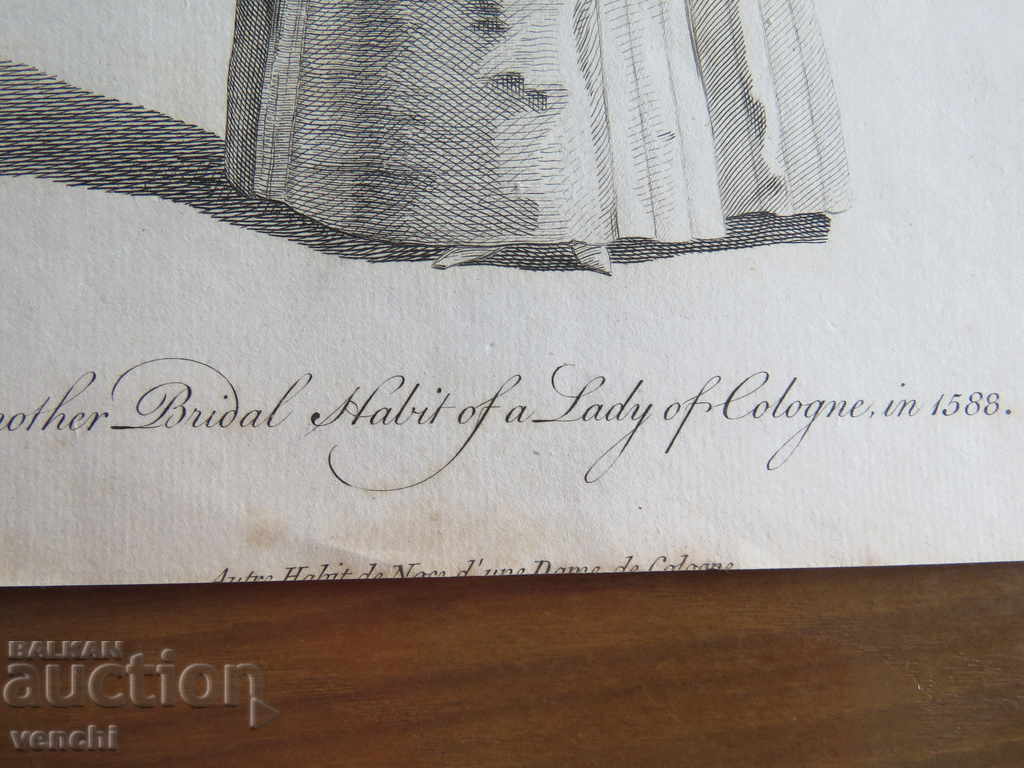 nother Bridal Habit of a Lady of Cologne, in 1588.
Autre Habit de Noce d'une Dame de Cologne
BALKAN
auction
venchi